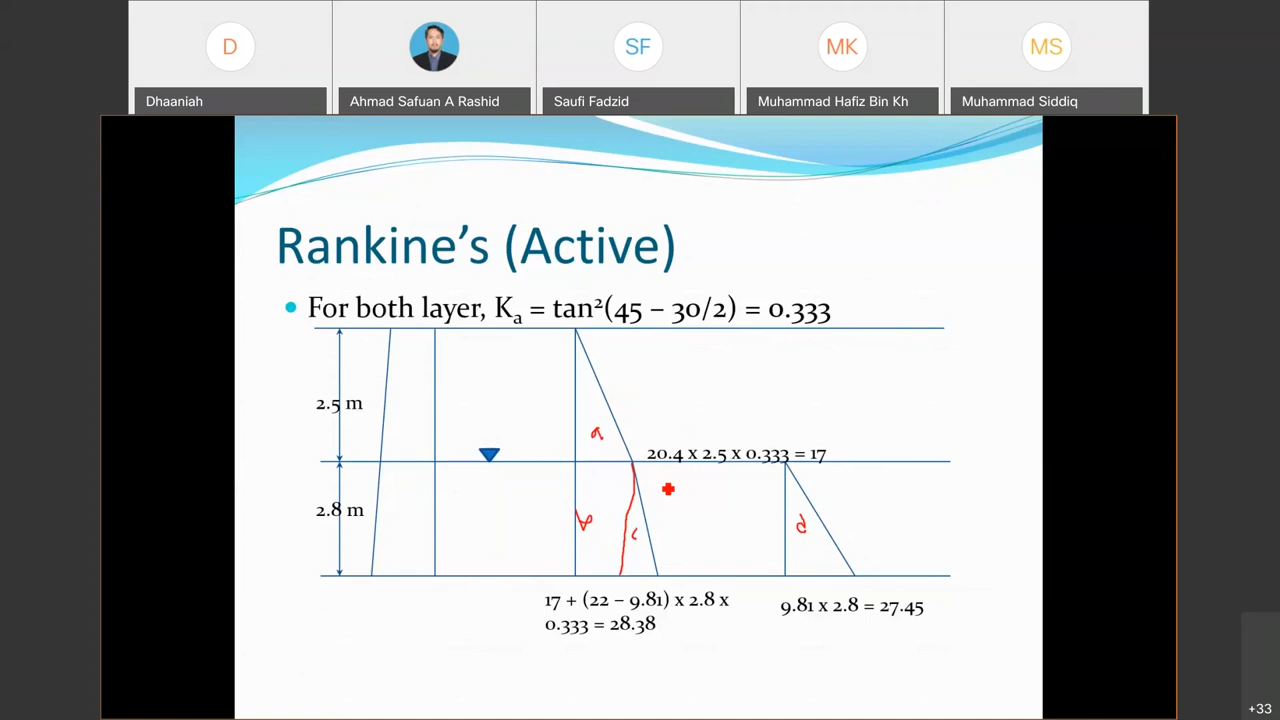 D
SF
MK
MS
Dhaaniah
Ahmad Safuan A Rashid
Saufi Fadzid
Muhammad Hafiz Bin Kh
Muhammad Siddiq
Rankine's (Active)
For both layer, Kₐ = tan²(45 – 30/2) = 0.333
2.5 m
a
20.4 x 2.5 x 0.333 = 17
2.8 m
b
c
d
17 + (22 – 9.81) x 2.8 x
0.333 = 28.38
9.81 x 2.8 = 27.45
+33